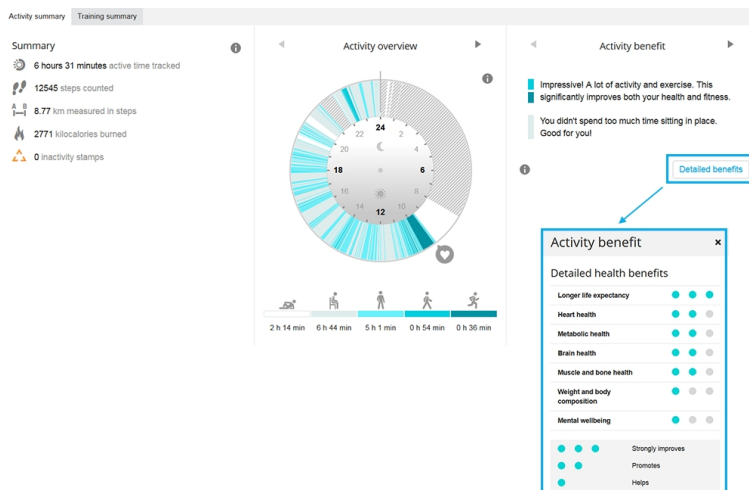 Activity summary
Training summary
Summary
6 hours 31 minutes active time tracked
12545 steps counted
A B
8.77 km measured in steps
2771 kilocalories burned
0 inactivity stamps
Activity overview
24
22
2
20
4
18
6
16
8
14
10
12
2 h 14 min
6 h 44 min
5 h 1 min
0 h 54 min
0 h 36 min
Activity benefit
Impressive! A lot of activity and exercise. This
significantly improves both your health and fitness.
You didn't spend too much time sitting in place.
Good for you!
Detailed benefits
Activity benefit
×
Detailed health benefits
Longer life expectancy
Heart health
Metabolic health
Brain health
Muscle and bone health
Weight and body
composition
Mental wellbeing
Strongly improves
Promotes
Helps